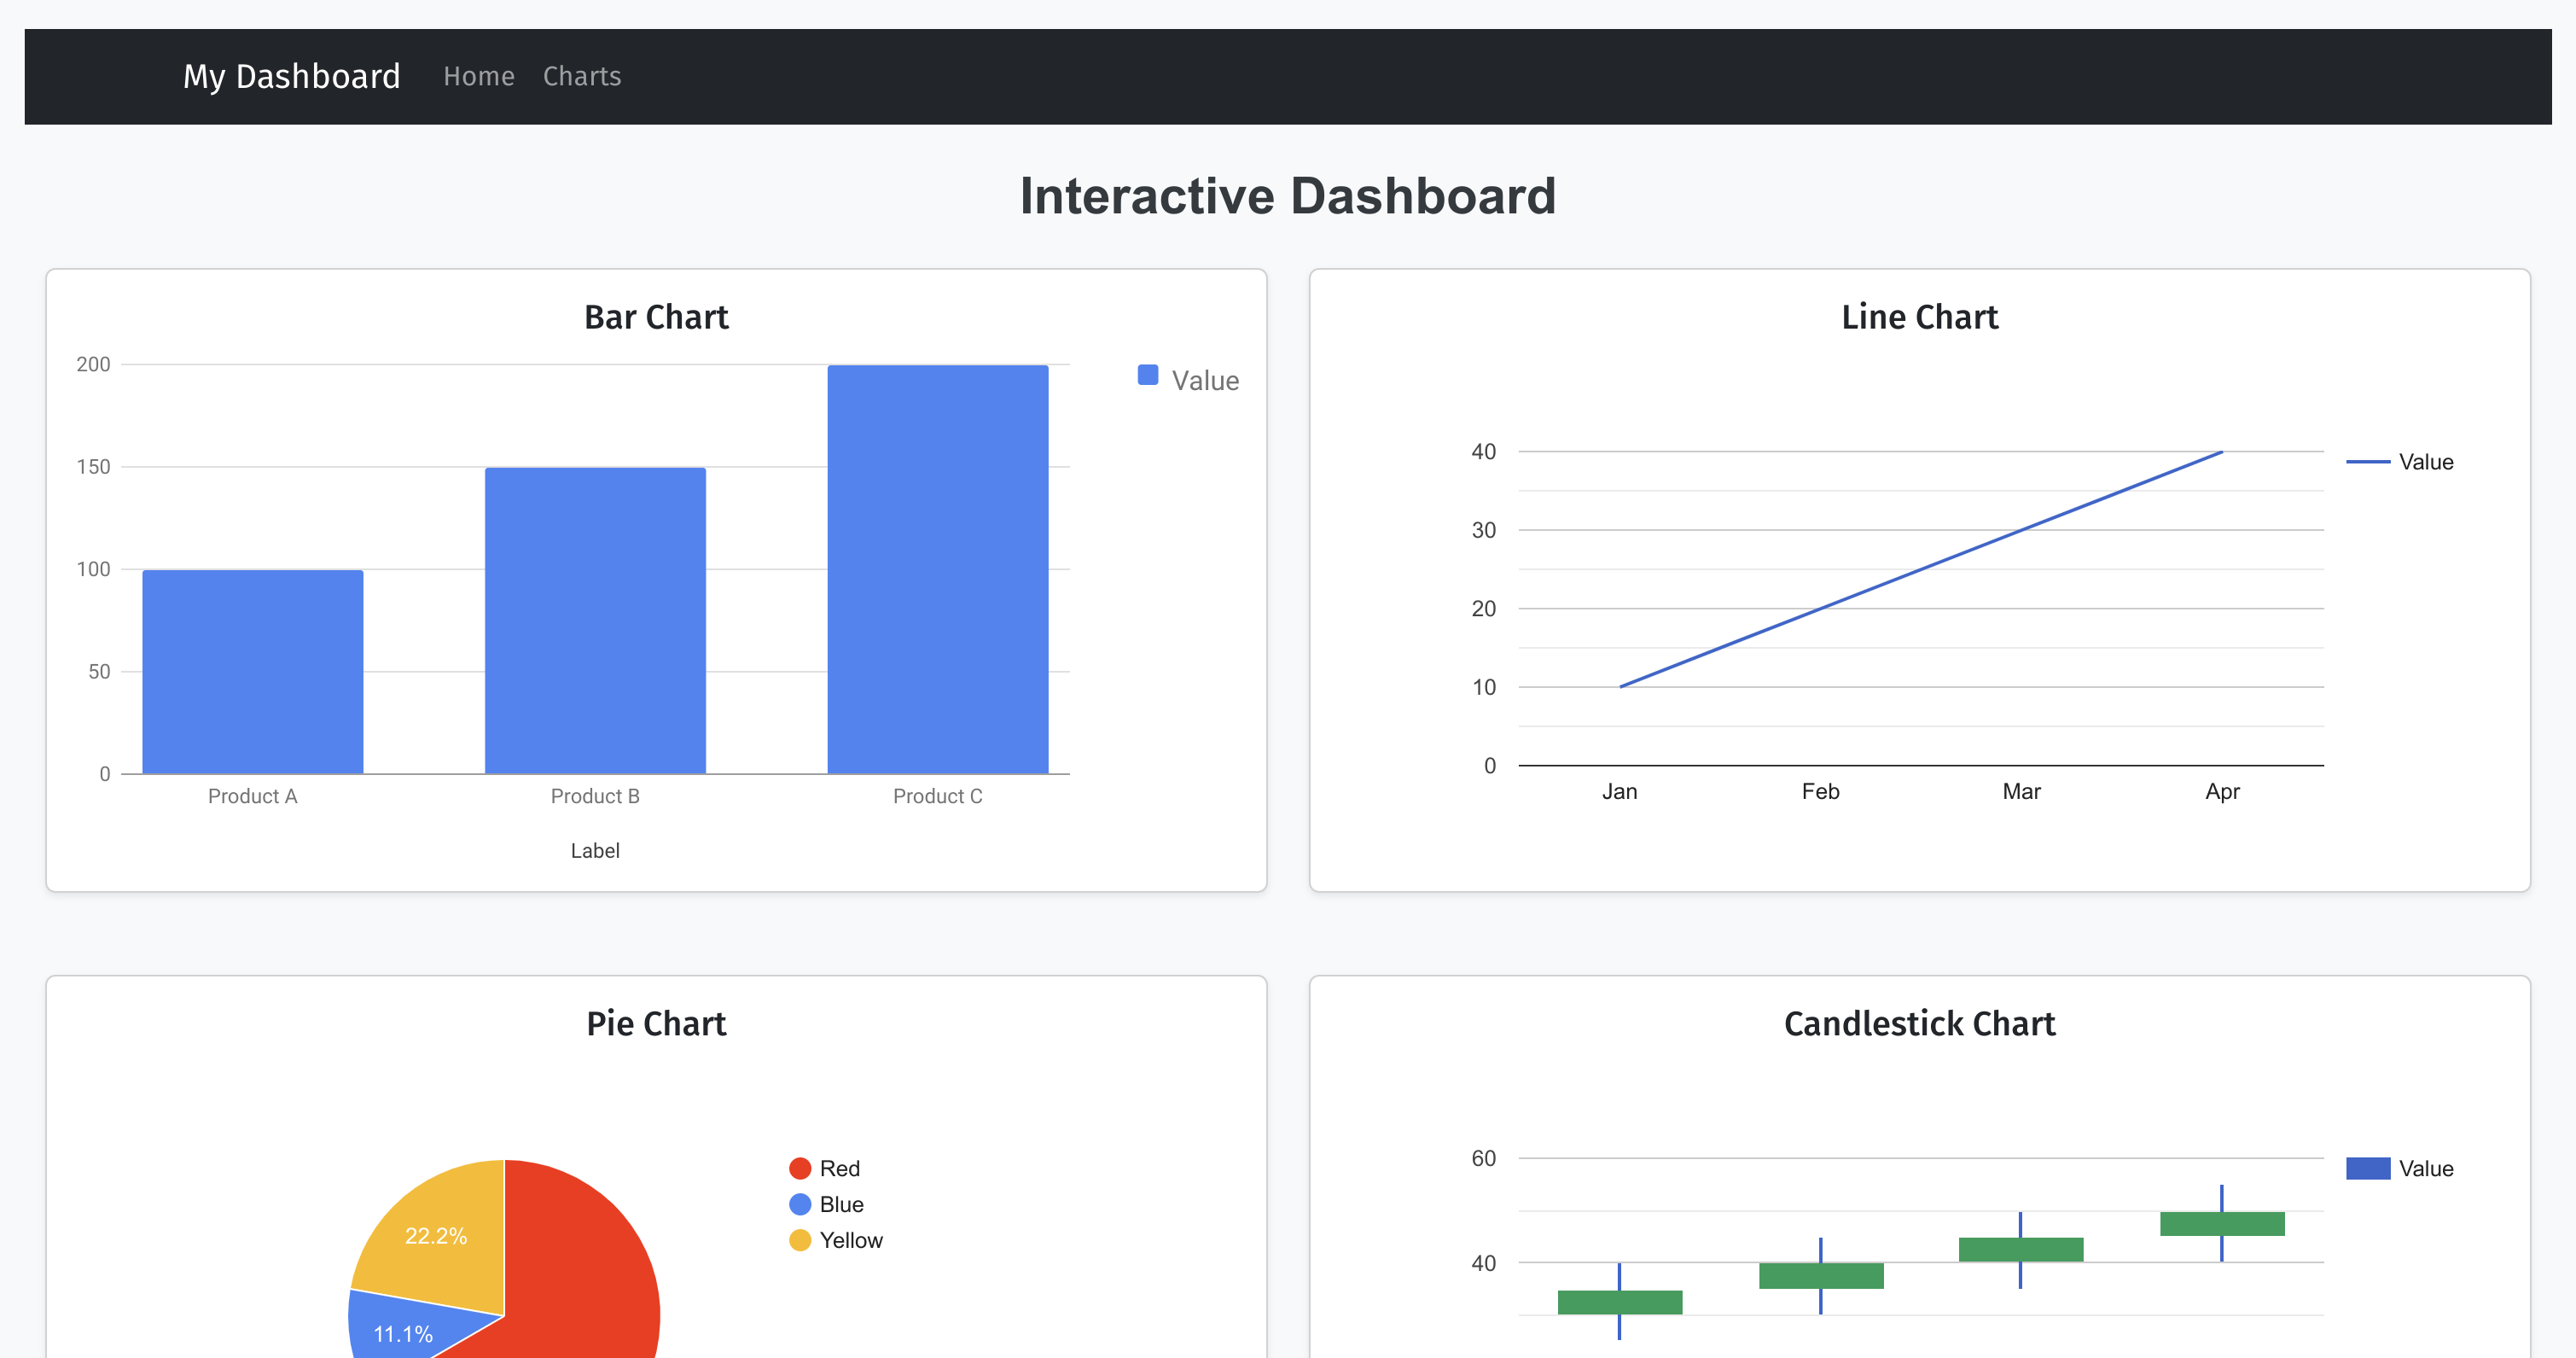 My Dashboard Home Charts
Interactive Dashboard
Bar Chart
200
150
100
50
0
Product A Product B Product C
Label
Value
Line Chart
40
30
20
10
0
Jan Feb Mar Apr
Value
Pie Chart
22.2%
11.1%
Red
Blue
Yellow
Candlestick Chart
60
40
Value